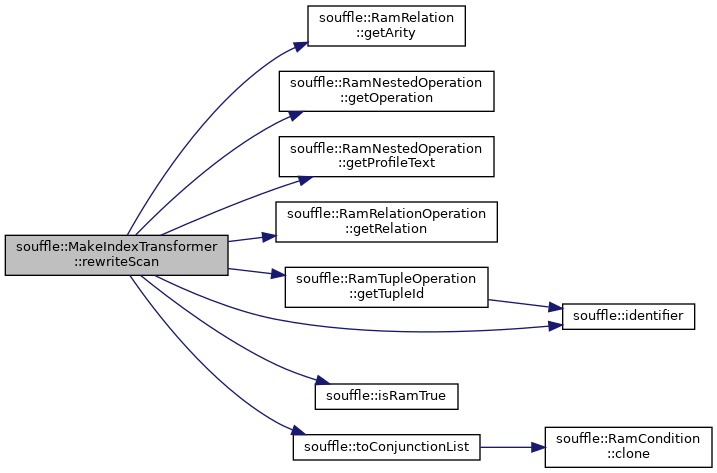 souffle::RamRelation
::getArity
souffle::RamNestedOperation
::getOperation
souffle::RamNestedOperation
::getProfileText
souffle::RamRelationOperation
::getRelation
souffle::MakeIndexTransformer
::rewriteScan
souffle::RamTupleOperation
::getTupleId
souffle::identifier
souffle::isRamTrue
souffle::toConjunctionList
souffle::RamCondition
::clone